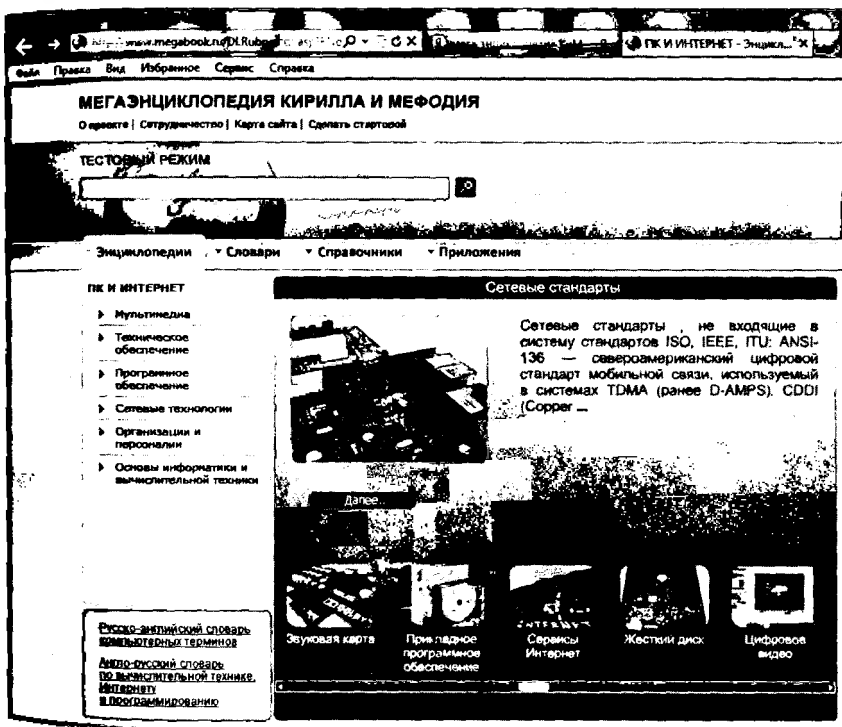 www.megabook.ru
ПК И ИНТЕРНЕТ - Энцикл...
Файл Правка Вид Избранное Сервис Справка
МЕГАЭНЦИКЛОПЕДИЯ КИРИЛЛА И МЕФОДИЯ
О проекте | Сотрудничество | Карта сайта | Сделать стартовой
ТЕСТОВЫЙ РЕЖИМ
Энциклопедии Словари Справочники Приложения
ПК И ИНТЕРНЕТ
Мультимедиа
Техническое
обеспечение
Программное
обеспечение
Сетевые технологии
Организации и
персоналии
Основы информатики и
вычислительной техники
Русско-английский словарь
компьютерных терминов
Англо-русский словарь
по вычислительной технике,
Интернету
и программированию
Сетевые стандарты
Сетевые стандарты , не входящие в
систему стандартов ISO, IEEE, ITU: ANSI-
136 — североамериканский цифровой
стандарт мобильной связи, используемый
в системах TDMA (ранее D-AMPS). CDDI
(Copper ...
Далее...
Звуковая карта
Прикладное
программное
обеспечение
Сервисы
Интернет
Жесткий диск
Цифровое
видео